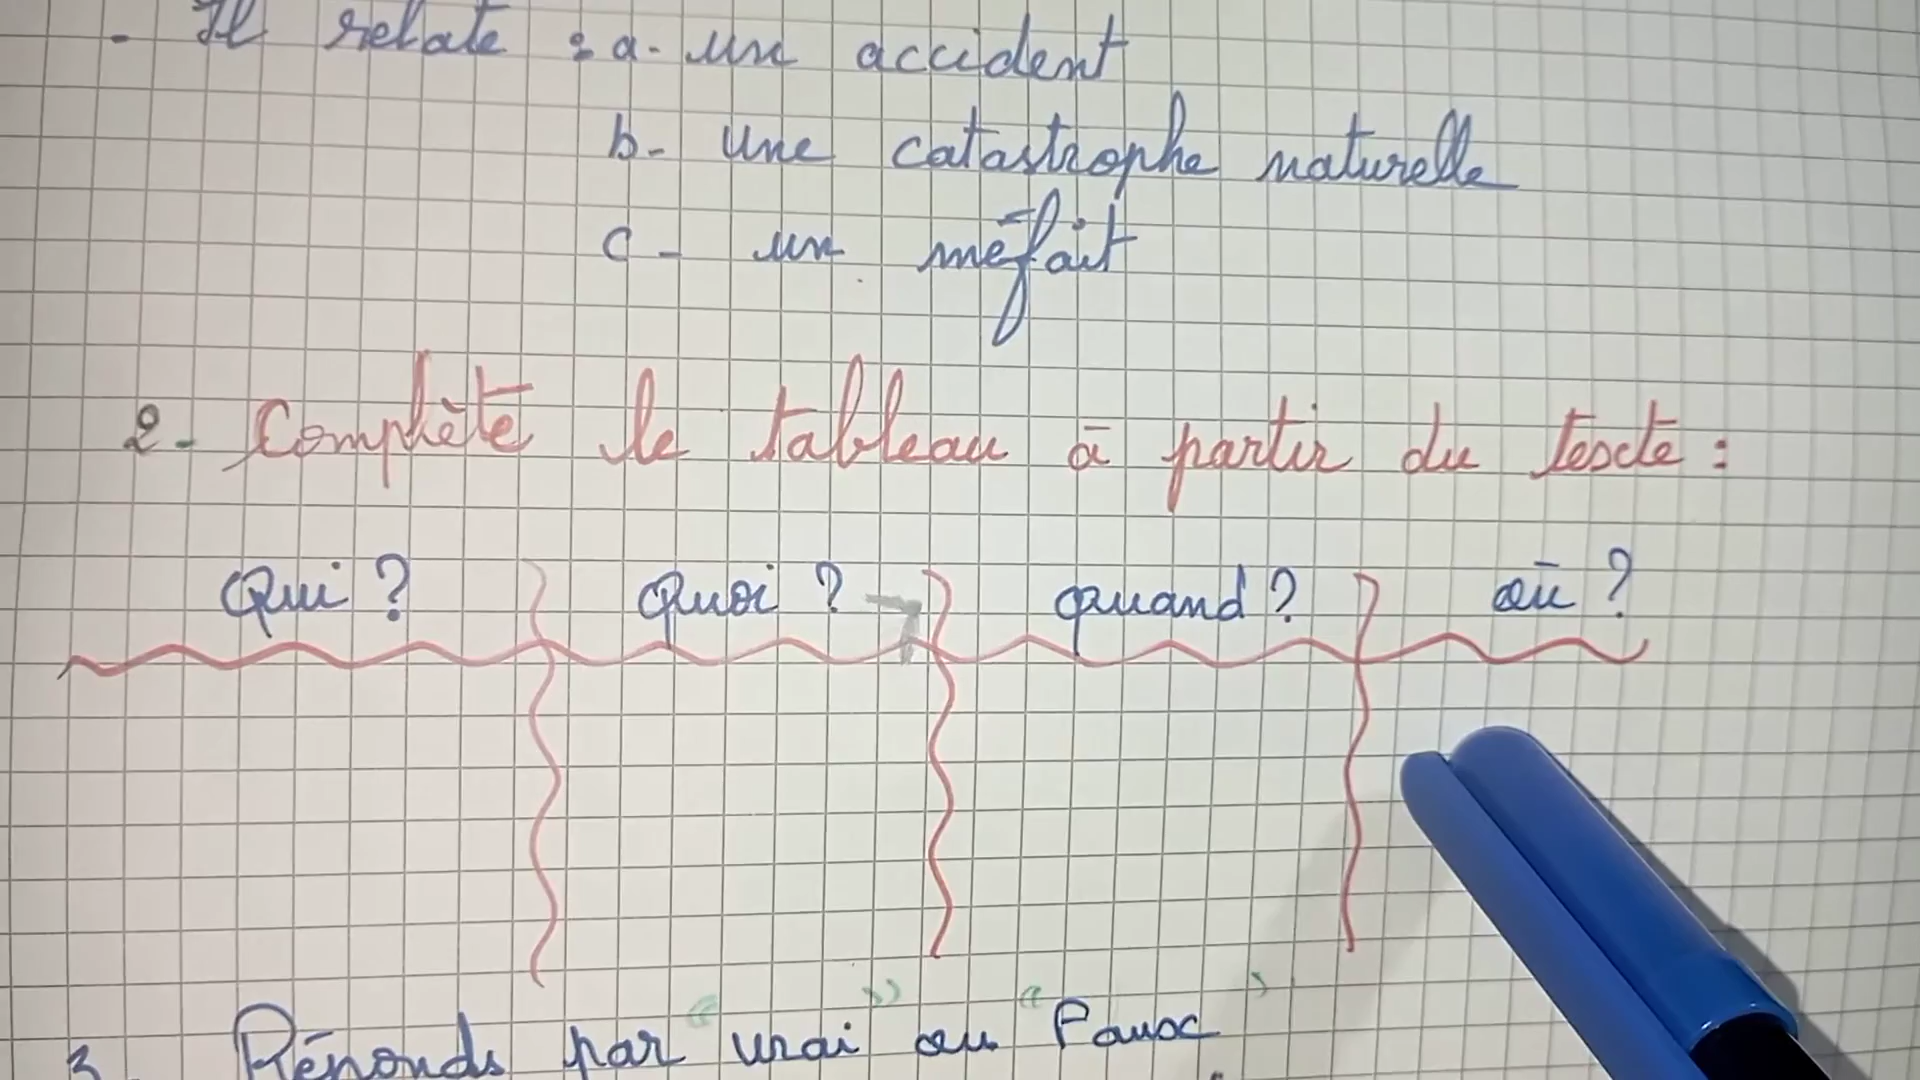 - Il relate : a- un accident
b- Une catastrophe naturelle
c- un méfait
2- Complète le tableau à partir du texte :
Qui ? Quoi ? quand ? où ?
3. Réponds par "vrai" ou "Faux"